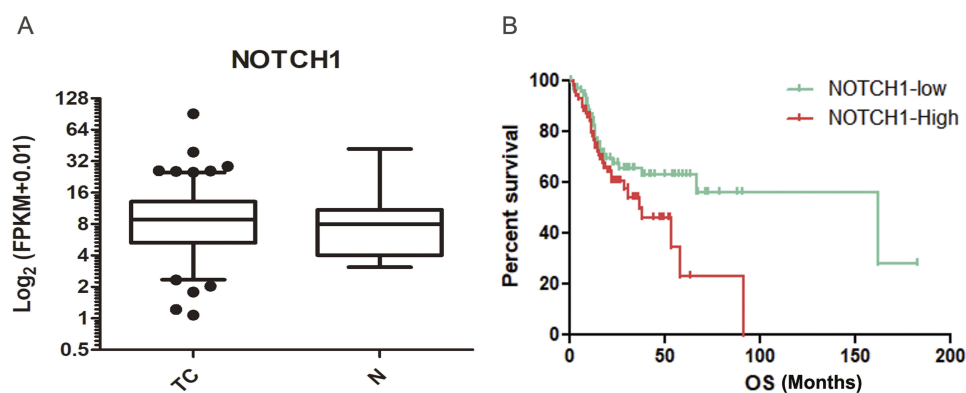 A
NOTCH1
Log2 (FPKM+0.01)
128
64
32
16
8
4
2
1
0.5
TC
N
B
Percent survival
100
80
60
40
20
0
NOTCH1-low
NOTCH1-High
0
50
100
150
200
OS (Months)